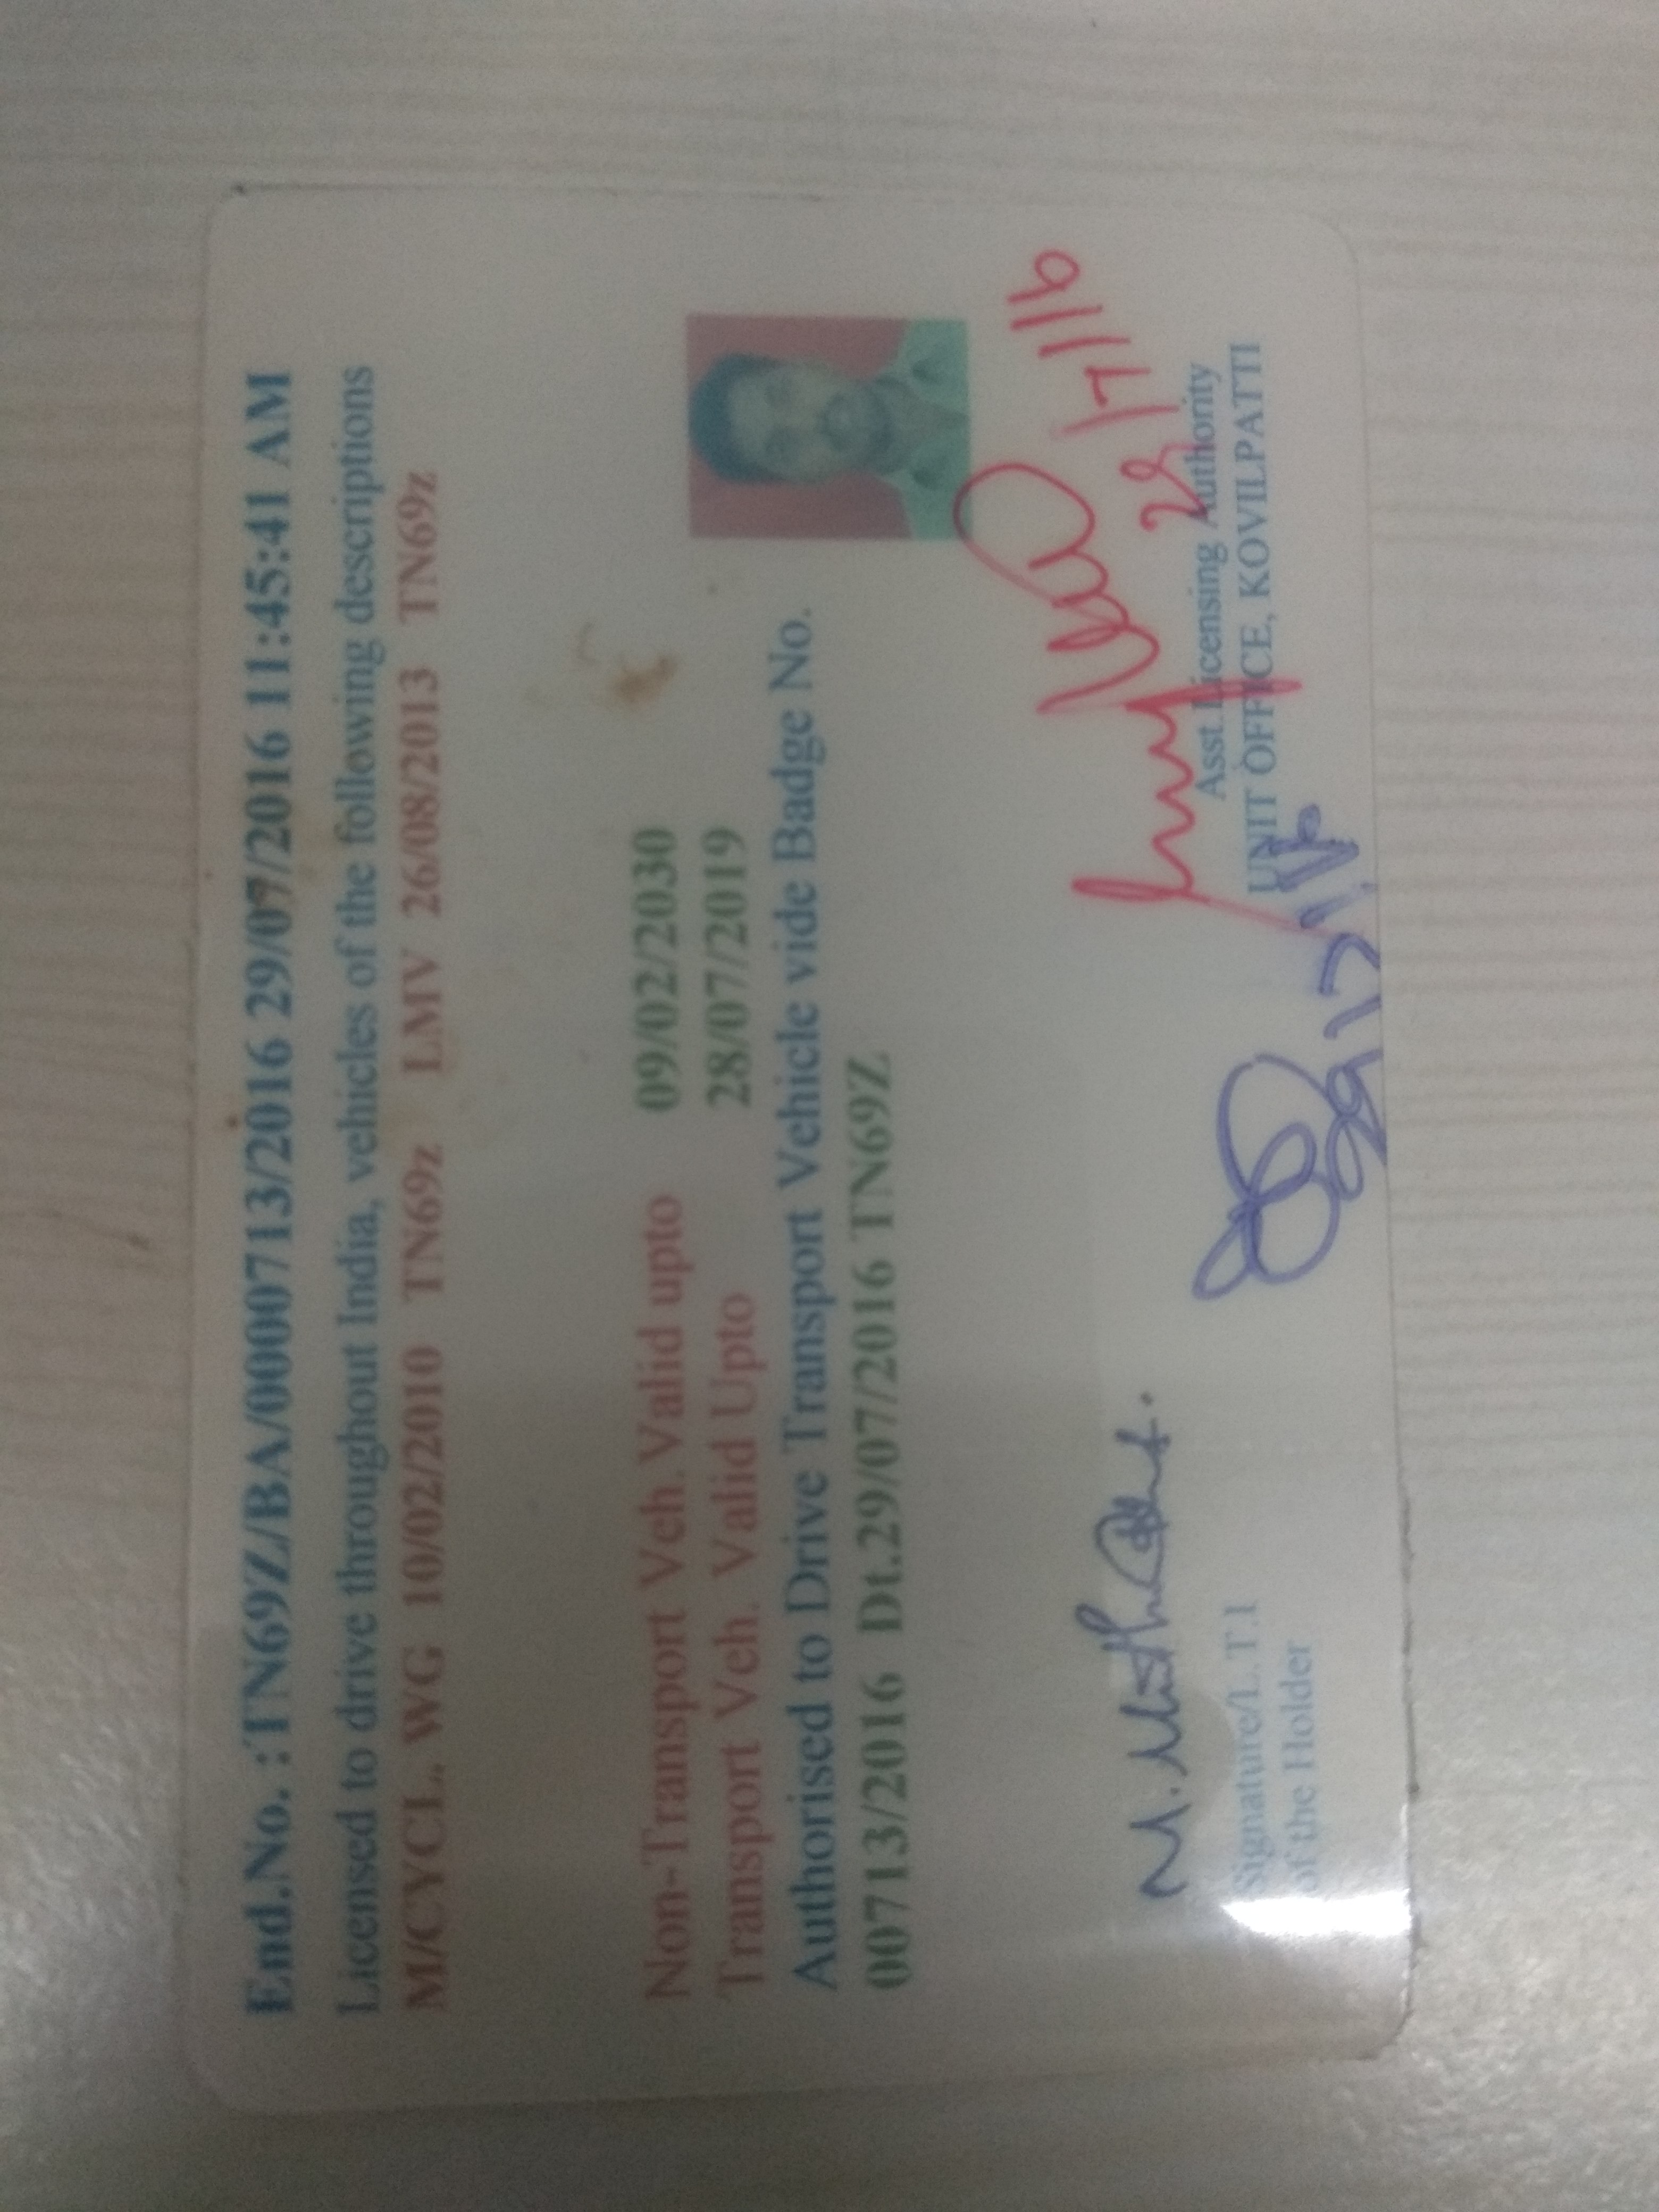 End.No. :TN69Z/BA/0000713/2016 29/07/2016 11:45:41 AM
Licensed to drive throughout India, vehicles of the following descriptions
M/CYCL. WG 10/02/2010 TN69z LMV 26/08/2013 TN69z
Non-Transport Veh.Valid upto 09/02/2030
Transport Veh. Valid Upto 28/07/2019
Authorised to Drive Transport Vehicle vide Badge No.
00713/2016 Dt.29/07/2016 TN69Z
29/7/16
Signature/L.T.I
of the Holder
Asst.Licensing Authority
UNIT OFFICE, KOVILPATTI